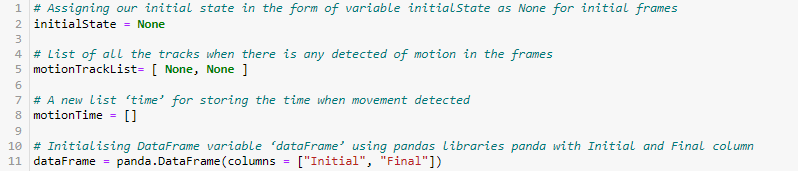 1 # Assigning our initial state in the form of variable initialState as None for initial frames
2 initialState = None
3
4 # List of all the tracks when there is any detected of motion in the frames
5 motionTrackList= [ None, None ]
6
7 # A new list ‘time’ for storing the time when movement detected
8 motionTime = []
9
10 # Initialising DataFrame variable ‘dataFrame’ using pandas libraries panda with Initial and Final column
11 dataFrame = panda.DataFrame(columns = ["Initial", "Final"])